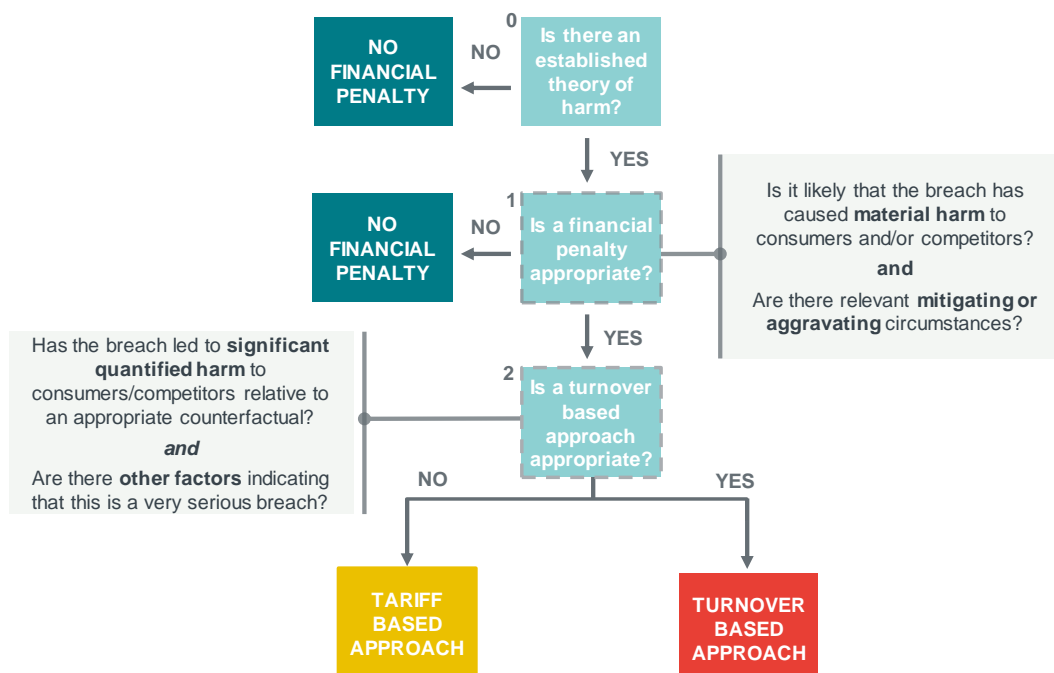 0
Is there an
established
theory of
harm?
NO
NO
FINANCIAL
PENALTY
YES
1
Is a financial
penalty
appropriate?
NO
NO
FINANCIAL
PENALTY
Is it likely that the breach has
caused material harm to
consumers and/or competitors?
and
Are there relevant mitigating or
aggravating circumstances?
YES
2
Is a turnover
based
approach
appropriate?
Has the breach led to significant
quantified harm to
consumers/competitors relative to
an appropriate counterfactual?
and
Are there other factors indicating
that this is a very serious breach?
NO
YES
TARIFF
BASED
APPROACH
TURNOVER
BASED
APPROACH